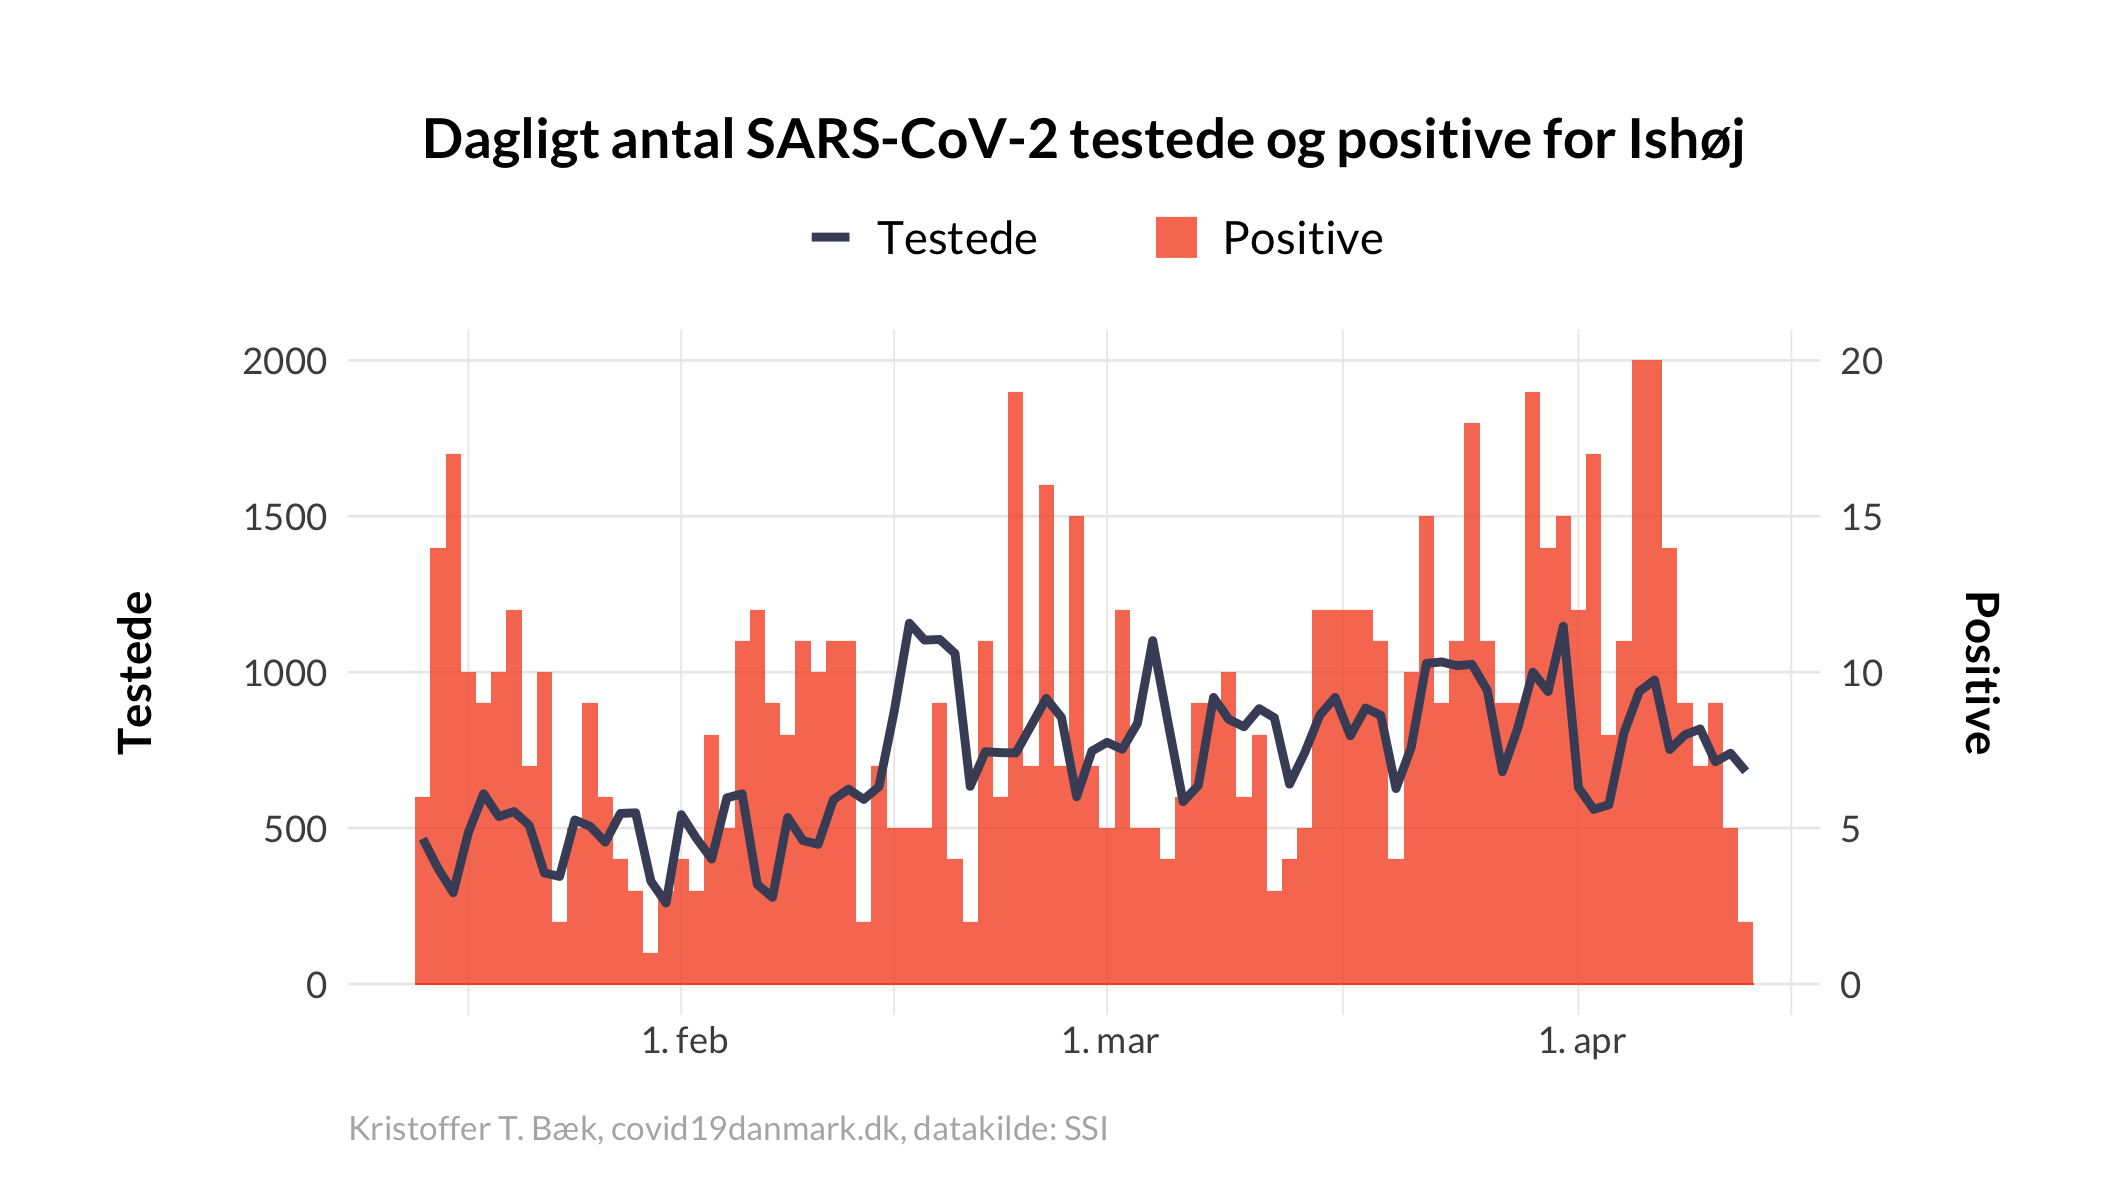 Dagligt antal SARS-CoV-2 testede og positive for Ishøj
Testede Positive
2000 20
1500 15
1000 10
500 5
0 0
Testede
Positive
1. feb 1. mar 1. apr
Kristoffer T. Bæk, covid19danmark.dk, datakilde: SSI